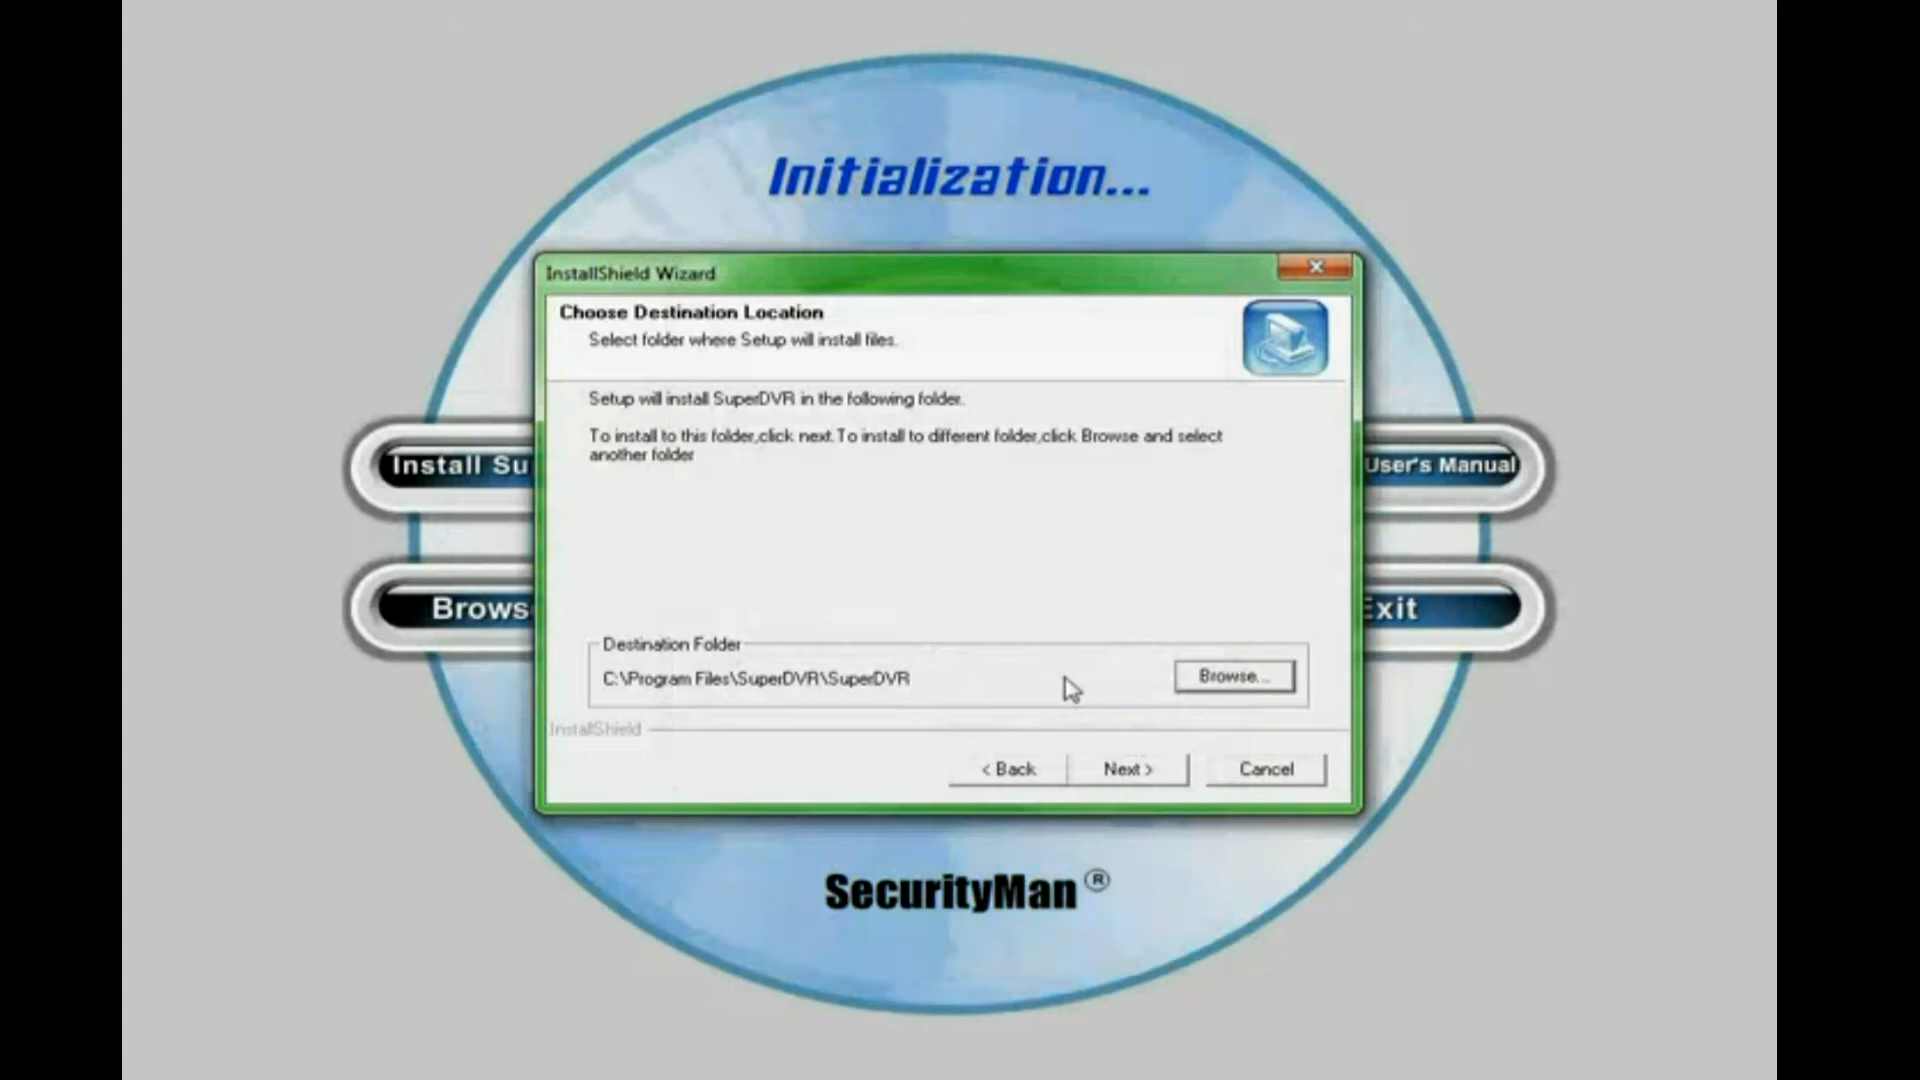 Initialization...
InstallShield Wizard
Choose Destination Location
Select folder where Setup will install files.
Setup will install SuperDVR in the following folder.
To install to this folder,click next.To install to different folder,click Browse and select
another folder
Install Su
User's Manual
Brows
Exit
Destination Folder
C:\Program Files\SuperDVR\SuperDVR
Browse...
InstallShield
< Back
Next >
Cancel
SecurityMan ®